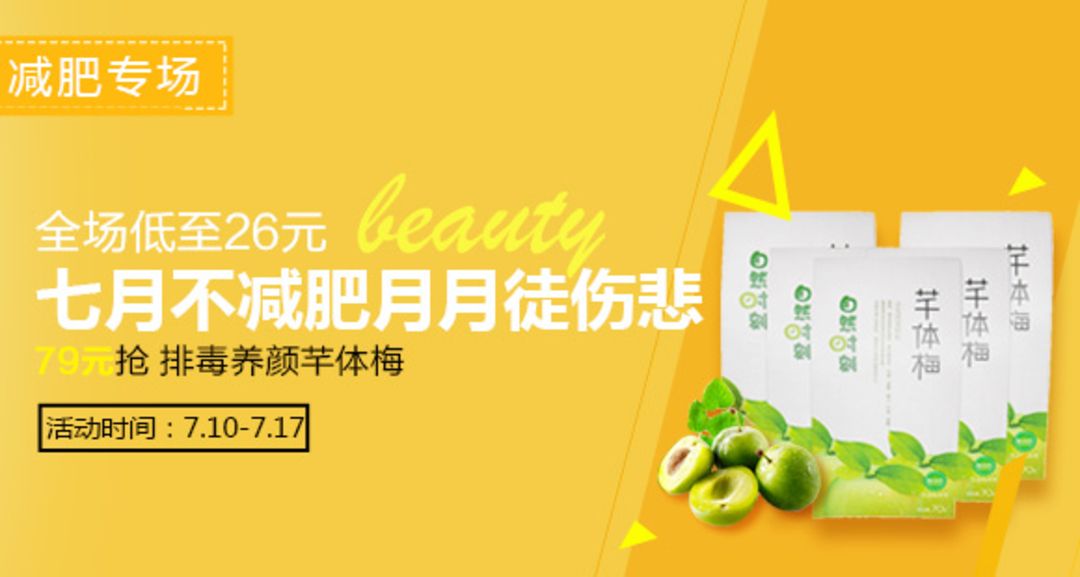 减肥专场
全场低至26元
beauty
七月不减肥月月徒伤悲
79元抢 排毒养颜芊体梅
活动时间：7.10-7.17
芊体梅
芊体梅
芊体梅